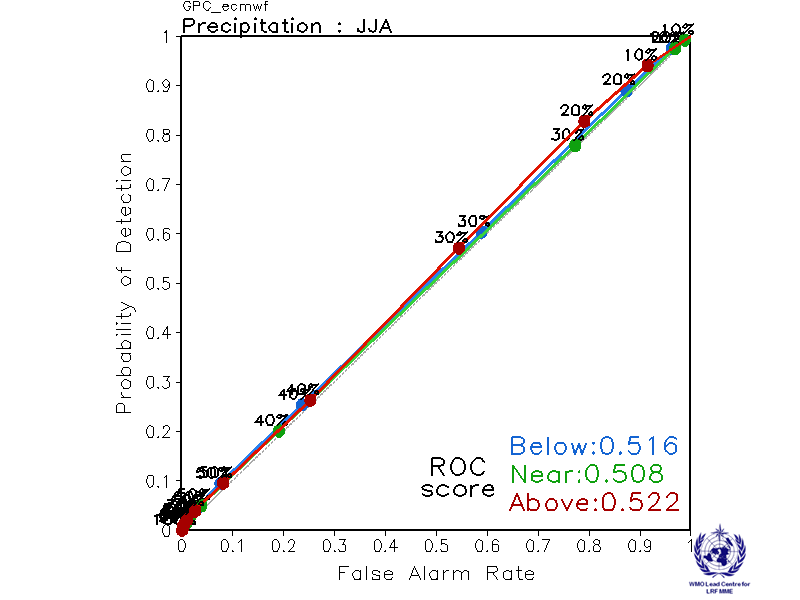 GPC_ecmwf
Precipitation : JJA
1
10%
10%
0.9
20%
20%
0.8
30%
0.7
0.6
30%
30%
0.5
0.4
0.3
40%
40%
40%
0.2
0.1
50%
0
Probability of Detection
ROC
score
Below:0.516
Near:0.508
Above:0.522
0 0.1 0.2 0.3 0.4 0.5 0.6 0.7 0.8 0.9 1
False Alarm Rate
WMO Lead Centre for
LRF MME